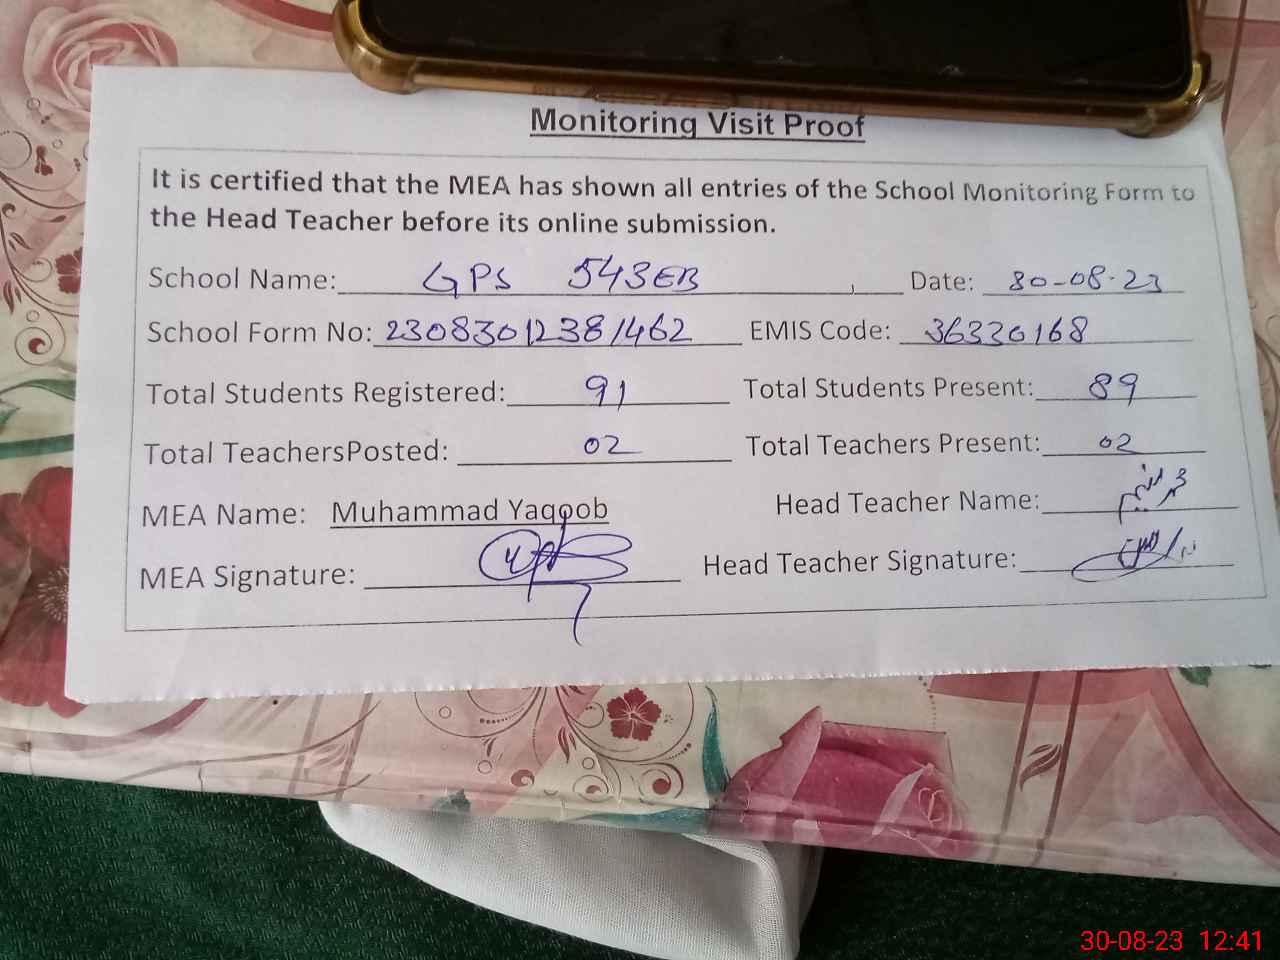 Monitoring Visit Proof
It is certified that the MEA has shown all entries of the School Monitoring Form to
the Head Teacher before its online submission.
School Name: GPS 543EB Date: 30-08-23
School Form No: 23083012381462 EMIS Code: 36330168
Total Students Registered: 91 Total Students Present: 89
Total TeachersPosted: 02 Total Teachers Present: 02
MEA Name: Muhammad Yaqoob Head Teacher Name:
MEA Signature: Head Teacher Signature:
30-08-23 12:41